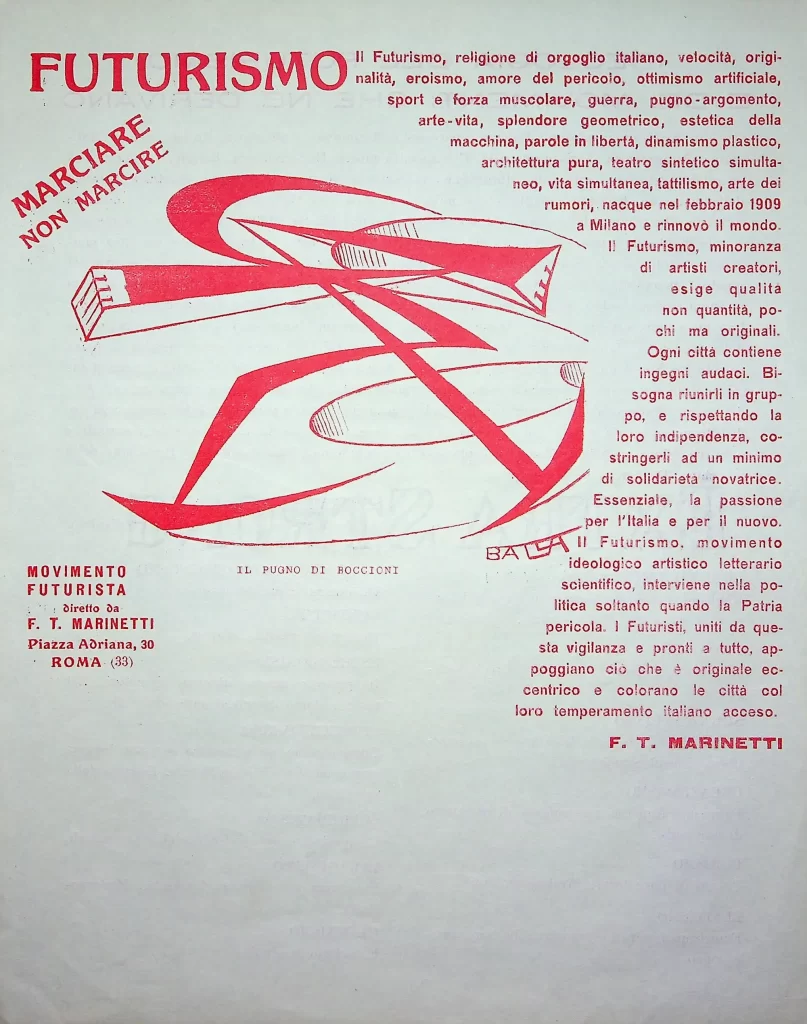 FUTURISMO
MARCIARE
NON MARCIRE
Il Futurismo, religione di orgoglio italiano, velocità, origi-
nalità, eroismo, amore del pericolo, ottimismo artificiale,
sport e forza muscolare, guerra, pugno-argomento,
arte-vita, splendore geometrico, estetica della
macchina, parole in libertà, dinamismo plastico,
architettura pura, teatro sintetico simulta-
neo, vita simultanea, tattilismo, arte dei
rumori, nacque nel febbraio 1909
a Milano e rinnovò il mondo.
Il Futurismo, minoranza
di artisti creatori,
esige qualità
non quantità, po-
chi ma originali.
Ogni città contiene
ingegni audaci. Bi-
sogna riunirli in grup-
po, e rispettando la
loro indipendenza, co-
stringerli ad un minimo
di solidarietà novatrice.
Essenziale, la passione
per l'Italia e per il nuovo.
Il Futurismo, movimento
ideologico artistico letterario
scientifico, interviene nella po-
litica soltanto quando la Patria
pericola. I Futuristi, uniti da que-
sta vigilanza e pronti a tutto, ap-
poggiano ciò che è originale ec-
centrico e colorano le città col
loro temperamento italiano acceso.
F. T. MARINETTI
BALLA
IL PUGNO DI BOCCIONI
MOVIMENTO
FUTURISTA
diretto da
F. T. MARINETTI
Piazza Adriana, 30
ROMA (33)